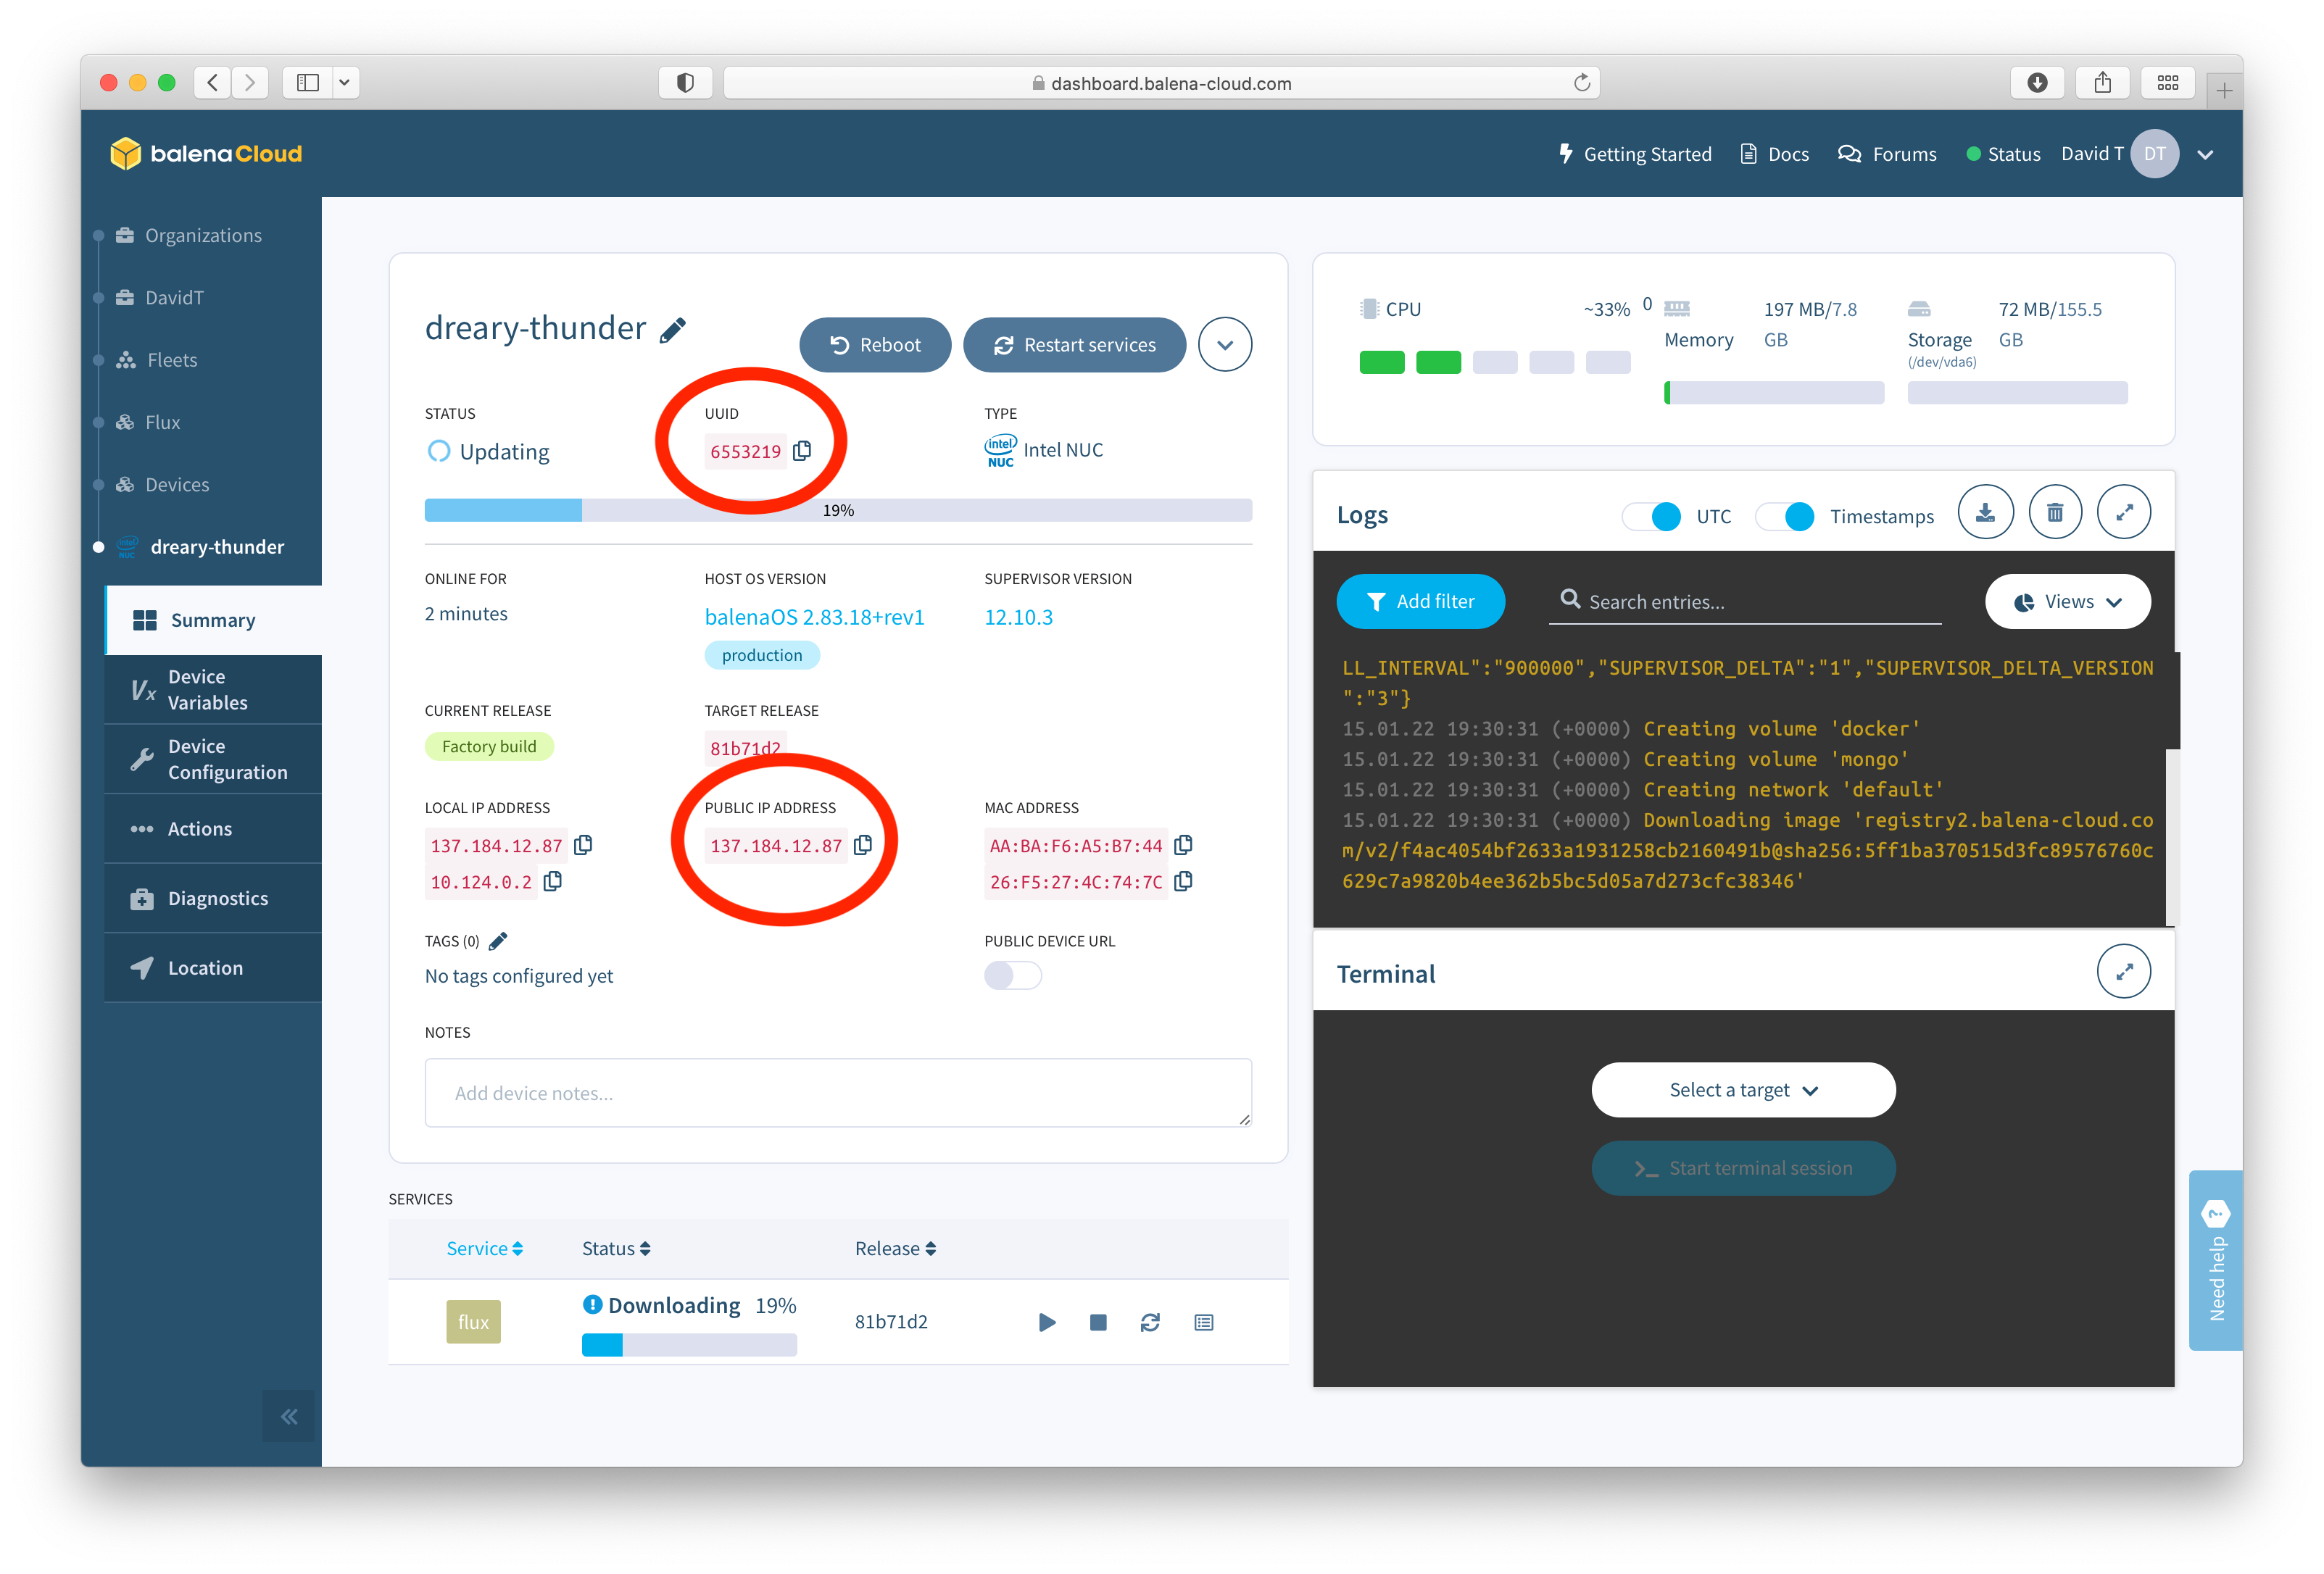 dashboard.balena-cloud.com
balenaCloud
Getting Started
Docs
Forums
Status
David T
DT
Organizations
DavidT
Fleets
Flux
Devices
intel NUC
dreary-thunder
Summary
Vx
Device
Variables
Device
Configuration
Actions
Diagnostics
Location
dreary-thunder
Reboot
Restart services
STATUS
Updating
UUID
6553219
TYPE
intel NUC
Intel NUC
19%
ONLINE FOR
2 minutes
HOST OS VERSION
balenaOS 2.83.18+rev1
production
SUPERVISOR VERSION
12.10.3
CURRENT RELEASE
Factory build
TARGET RELEASE
81b71d2
LOCAL IP ADDRESS
137.184.12.87
10.124.0.2
PUBLIC IP ADDRESS
137.184.12.87
MAC ADDRESS
AA:BA:F6:A5:B7:44
26:F5:27:4C:74:7C
TAGS (0)
No tags configured yet
PUBLIC DEVICE URL
NOTES
Add device notes...
SERVICES
Service
Status
Release
flux
Downloading 19%
81b71d2
CPU
~33%
0
Memory
197 MB/7.8
GB
Storage
(/dev/vda6)
72 MB/155.5
GB
Logs
UTC
Timestamps
Add filter
Search entries...
Views
LL_INTERVAL":"900000","SUPERVISOR_DELTA":"1","SUPERVISOR_DELTA_VERSION
":"3"}
15.01.22 19:30:31 (+0000) Creating volume 'docker'
15.01.22 19:30:31 (+0000) Creating volume 'mongo'
15.01.22 19:30:31 (+0000) Creating network 'default'
15.01.22 19:30:31 (+0000) Downloading image 'registry2.balena-cloud.co
m/v2/f4ac4054bf2633a1931258cb2160491b@sha256:5ff1ba370515d3fc89576760c
629c7a9820b4ee362b5bc5d05a7d273cfc38346'
Terminal
Select a target
Start terminal session
Need help